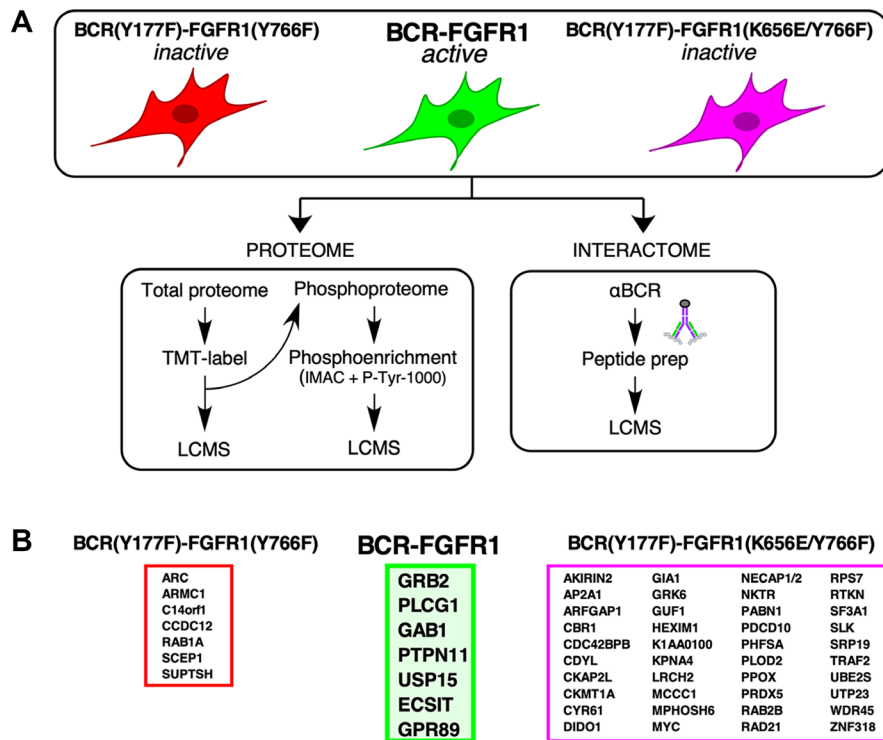 A
BCR(Y177F)-FGFR1(Y766F)
inactive
BCR-FGFR1
active
BCR(Y177F)-FGFR1(K656E/Y766F)
inactive
PROTEOME
INTERACTOME
Total proteome
Phosphoproteome
TMT-label
Phosphoenrichment
(IMAC + P-Tyr-1000)
LCMS
LCMS
αBCR
Peptide prep
LCMS
B
BCR(Y177F)-FGFR1(Y766F)
BCR-FGFR1
BCR(Y177F)-FGFR1(K656E/Y766F)
ARC
ARMC1
C14orf1
CCDC12
RAB1A
SCEP1
SUPTSH
GRB2
PLCG1
GAB1
PTPN11
USP15
ECSIT
GPR89
AKIRIN2 GIA1 NECAP1/2 RPS7
AP2A1 GRK6 NKTR RTKN
ARFGAP1 GUF1 PABN1 SF3A1
CBR1 HEXIM1 PDCD10 SLK
CDC42BPB K1AA0100 PHFSA SRP19
CDYL KPNA4 PLOD2 TRAF2
CKAP2L LRCH2 PPOX UBE2S
CKMT1A MCCC1 PRDX5 UTP23
CYR61 MPHOSH6 RAB2B WDR45
DIDO1 MYC RAD21 ZNF318